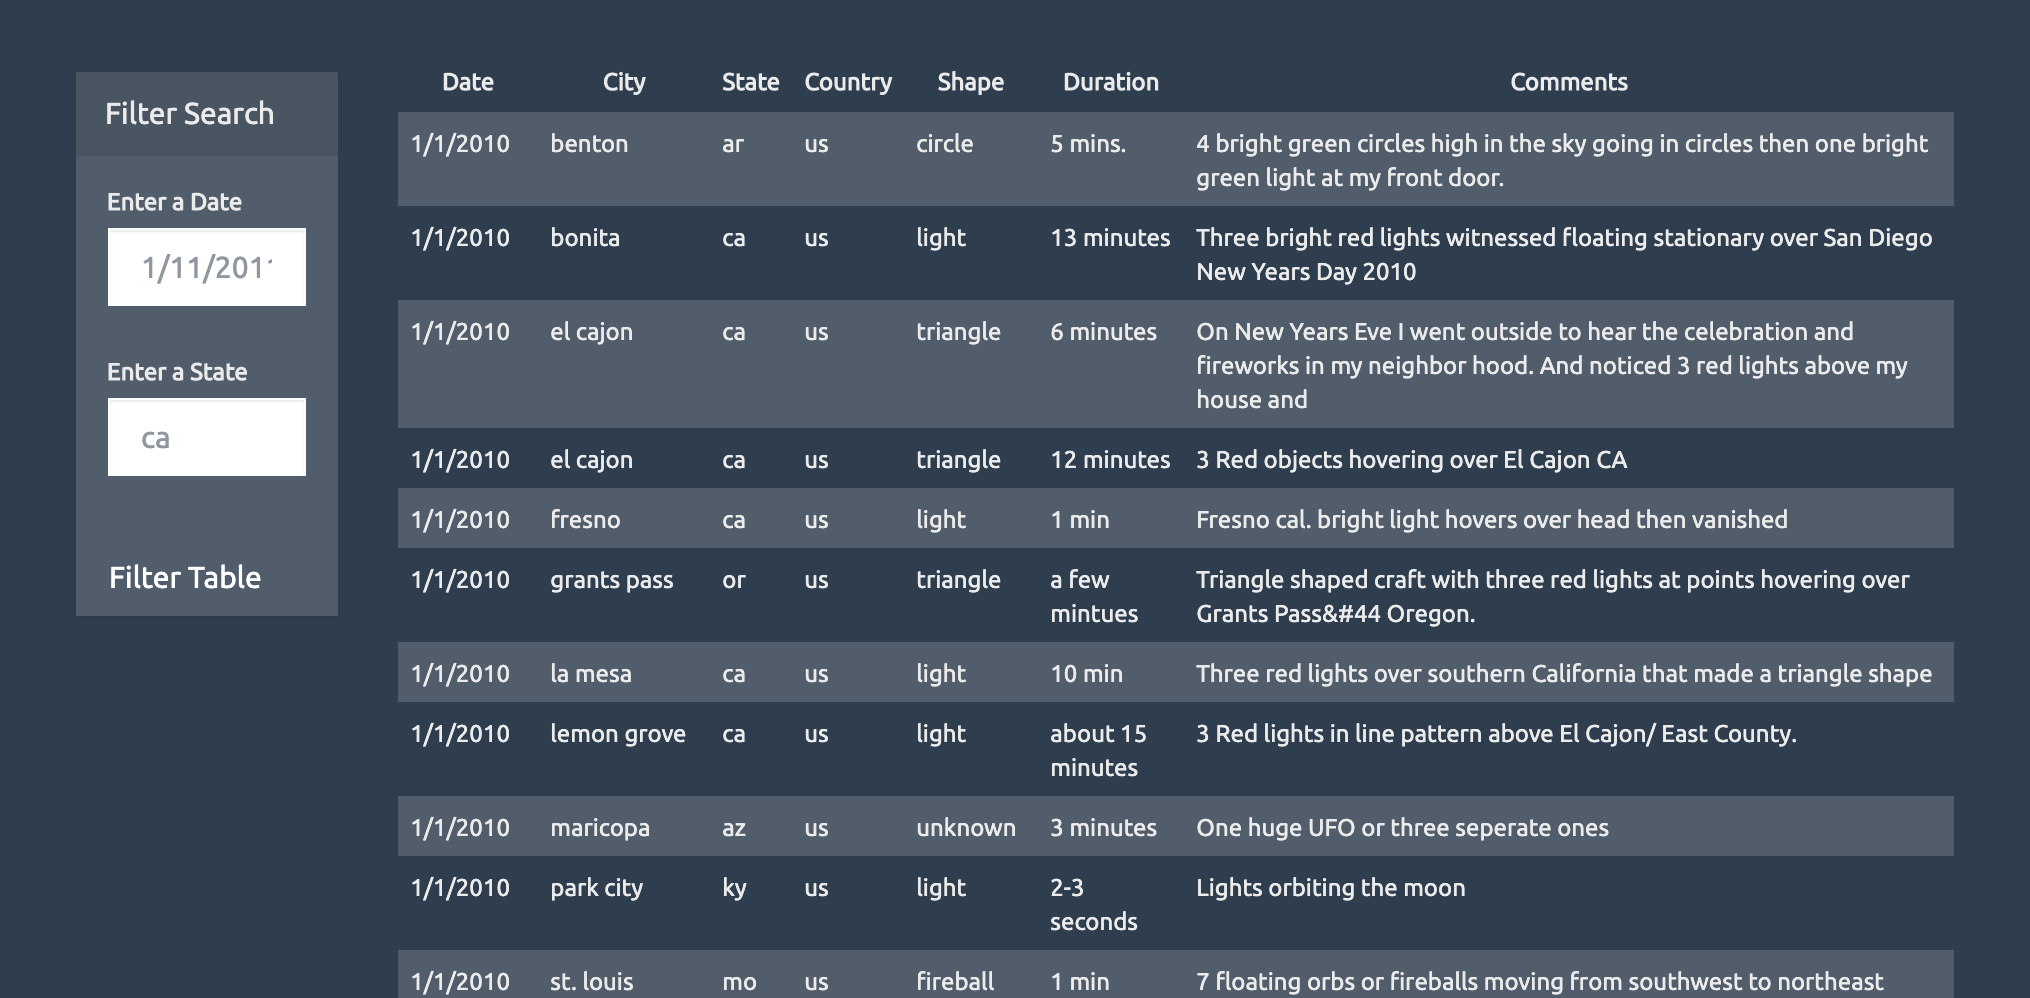 Filter Search
Enter a Date
1/11/201
Enter a State
ca
Filter Table
Date City State Country Shape Duration Comments
1/1/2010 benton ar us circle 5 mins. 4 bright green circles high in the sky going in circles then one bright
green light at my front door.
1/1/2010 bonita ca us light 13 minutes Three bright red lights witnessed floating stationary over San Diego
New Years Day 2010
1/1/2010 el cajon ca us triangle 6 minutes On New Years Eve I went outside to hear the celebration and
fireworks in my neighbor hood. And noticed 3 red lights above my
house and
1/1/2010 el cajon ca us triangle 12 minutes 3 Red objects hovering over El Cajon CA
1/1/2010 fresno ca us light 1 min Fresno cal. bright light hovers over head then vanished
1/1/2010 grants pass or us triangle a few Triangle shaped craft with three red lights at points hovering over
mintues Grants Pass&#44 Oregon.
1/1/2010 la mesa ca us light 10 min Three red lights over southern California that made a triangle shape
1/1/2010 lemon grove ca us light about 15 3 Red lights in line pattern above El Cajon/ East County.
minutes
1/1/2010 maricopa az us unknown 3 minutes One huge UFO or three seperate ones
1/1/2010 park city ky us light 2-3 Lights orbiting the moon
seconds
1/1/2010 st. louis mo us fireball 1 min 7 floating orbs or fireballs moving from southwest to northeast